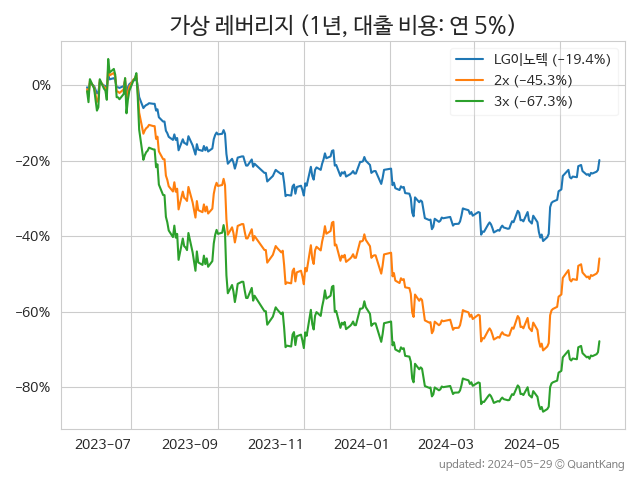 가상 레버리지 (1년, 대출 비용: 연 5%)
LG이노텍 (−19.4%)
2x (−45.3%)
3x (−67.3%)
0%
−20%
−40%
−60%
−80%
2023−07 2023−09 2023−11 2024−01 2024−03 2024−05
updated: 2024-05-29 © QuantKang